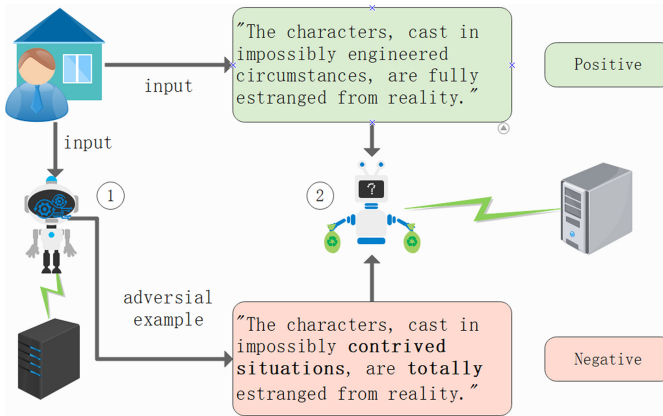 "The characters, cast in
impossibly engineered
circumstances, are fully
estranged from reality."
Positive
input
input
1
2
?
adversial
example
"The characters, cast in
impossibly contrived
situations, are totally
estranged from reality."
Negative